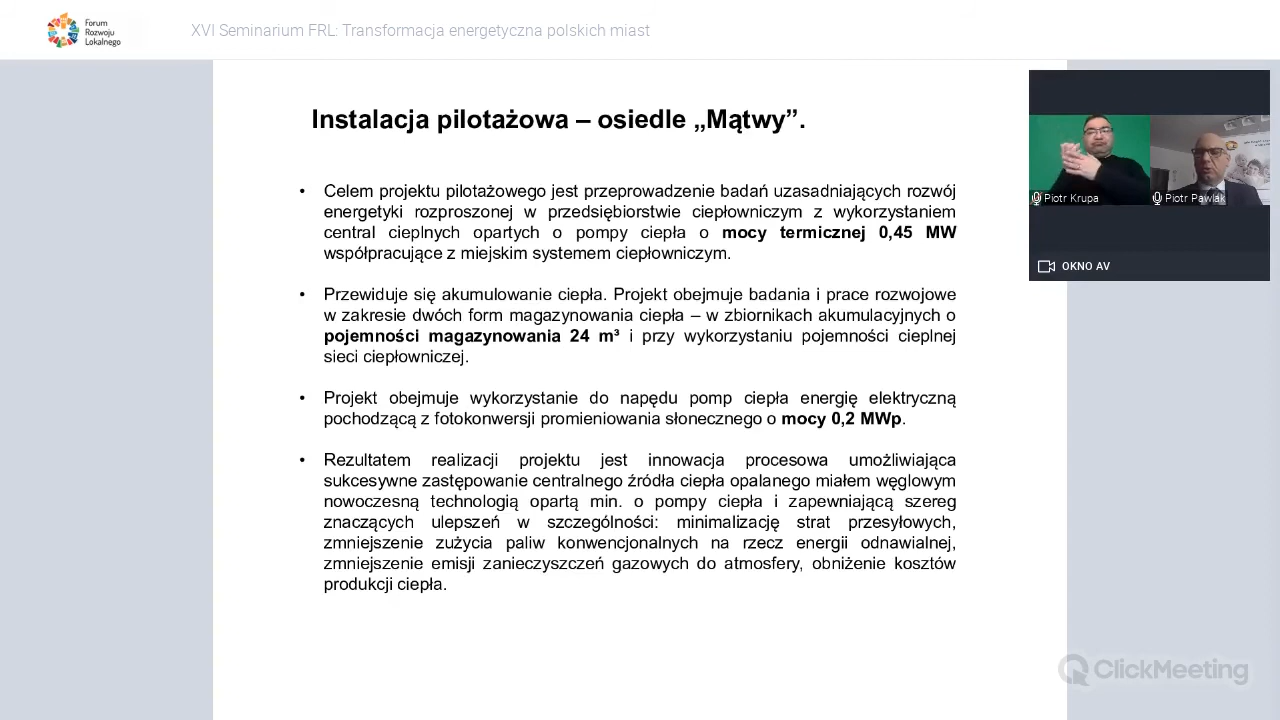 Forum
Rozwoju
Lokalnego
XVI Seminarium FRL: Transformacja energetyczna polskich miast
Instalacja pilotażowa – osiedle „Mątwy”.
• Celem projektu pilotażowego jest przeprowadzenie badań uzasadniających rozwój
energetyki rozproszonej w przedsiębiorstwie ciepłowniczym z wykorzystaniem
central cieplnych opartych o pompy ciepła o mocy termicznej 0,45 MW
współpracujące z miejskim systemem ciepłowniczym.
• Przewiduje się akumulowanie ciepła. Projekt obejmuje badania i prace rozwojowe
w zakresie dwóch form magazynowania ciepła – w zbiornikach akumulacyjnych o
pojemności magazynowania 24 m³ i przy wykorzystaniu pojemności cieplnej
sieci ciepłowniczej.
• Projekt obejmuje wykorzystanie do napędu pomp ciepła energię elektryczną
pochodzącą z fotokonwersji promieniowania słonecznego o mocy 0,2 MWp.
• Rezultatem realizacji projektu jest innowacja procesowa umożliwiająca
sukcesywne zastępowanie centralnego źródła ciepła opalanego miałem węglowym
nowoczesną technologią opartą min. o pompy ciepła i zapewniającą szereg
znaczących ulepszeń w szczególności: minimalizację strat przesyłowych,
zmniejszenie zużycia paliw konwencjonalnych na rzecz energii odnawialnej,
zmniejszenie emisji zanieczyszczeń gazowych do atmosfery, obniżenie kosztów
produkcji ciepła.
Piotr Krupa
Piotr Pawlak
OKNO AV
ClickMeeting